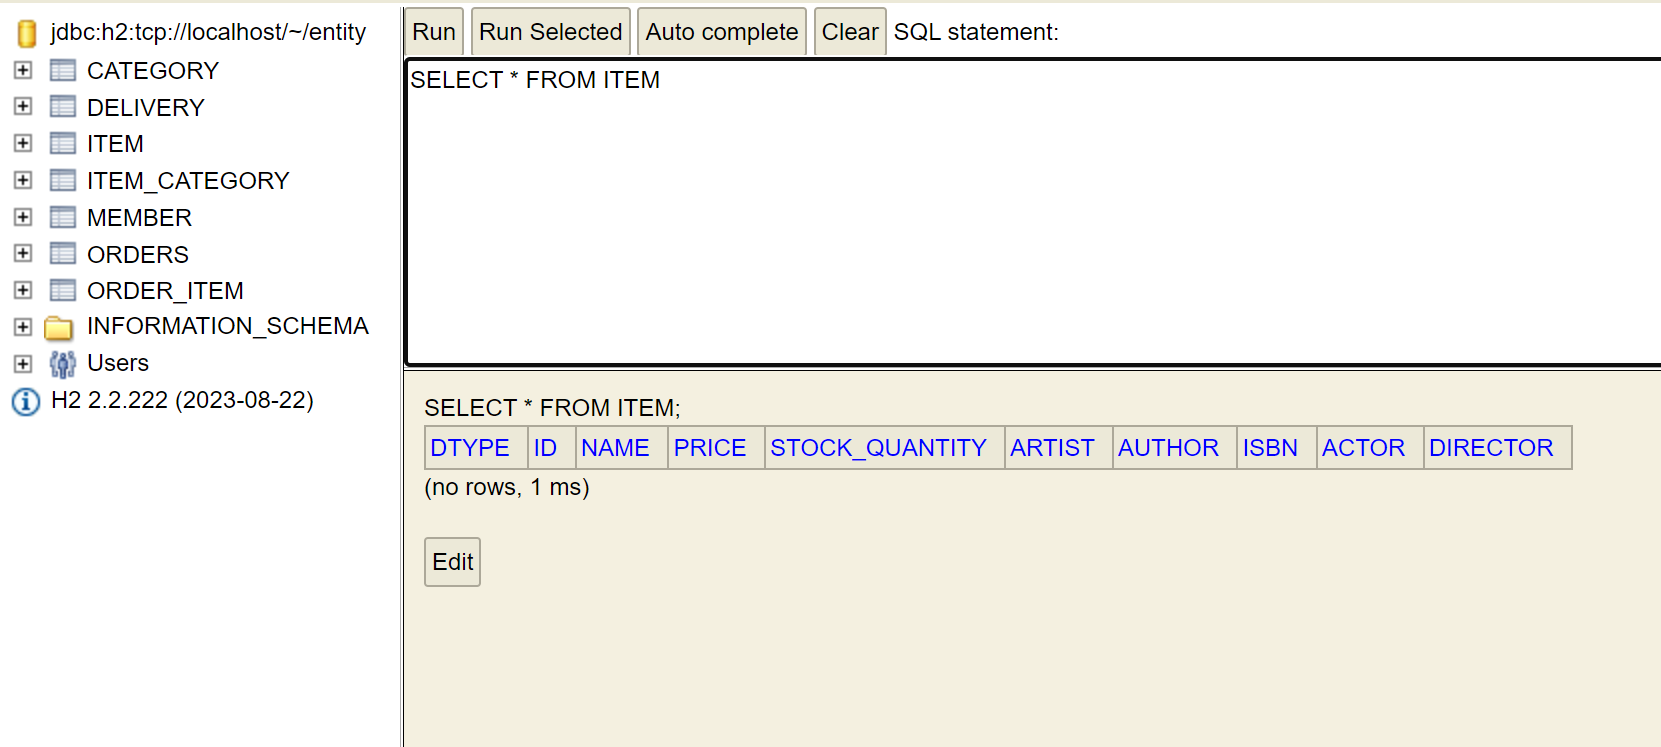 jdbc:h2:tcp://localhost/~/entity
CATEGORY
DELIVERY
ITEM
ITEM_CATEGORY
MEMBER
ORDERS
ORDER_ITEM
INFORMATION_SCHEMA
Users
H2 2.2.222 (2023-08-22)
Run Run Selected Auto complete Clear SQL statement:
SELECT * FROM ITEM
SELECT * FROM ITEM;
DTYPE ID NAME PRICE STOCK_QUANTITY ARTIST AUTHOR ISBN ACTOR DIRECTOR
(no rows, 1 ms)
Edit